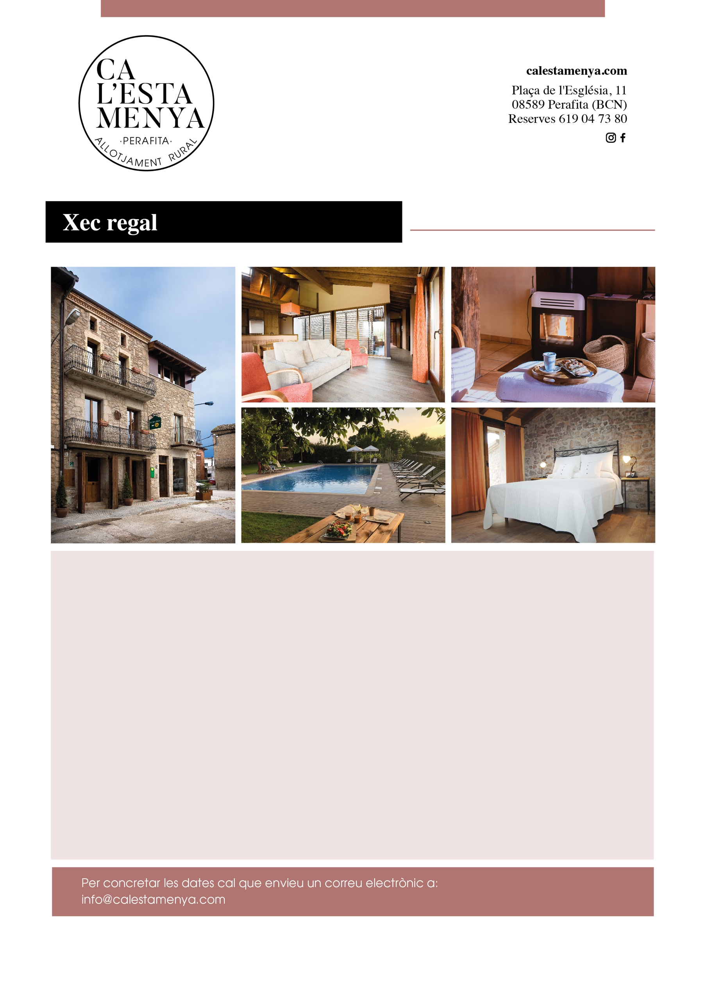 CA
L'ESTA
MENYA
·PERAFITA·
ALLOTJAMENT RURAL
calestamenya.com
Plaça de l'Església, 11
08589 Perafita (BCN)
Reserves 619 04 73 80
Xec regal
Per concretar les dates cal que envieu un correu electrònic a:
info@calestamenya.com